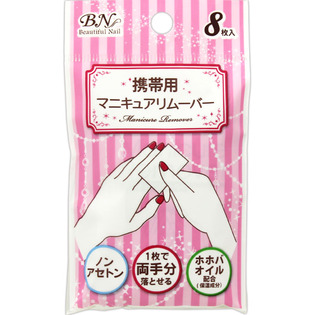 BN
Beautiful Nail
8枚入
携帯用
マニキュアリムーバー
Manicure Remover
ノン
アセトン
1枚で
両手分
落とせる
ホホバ
オイル
配合
(保湿成分)